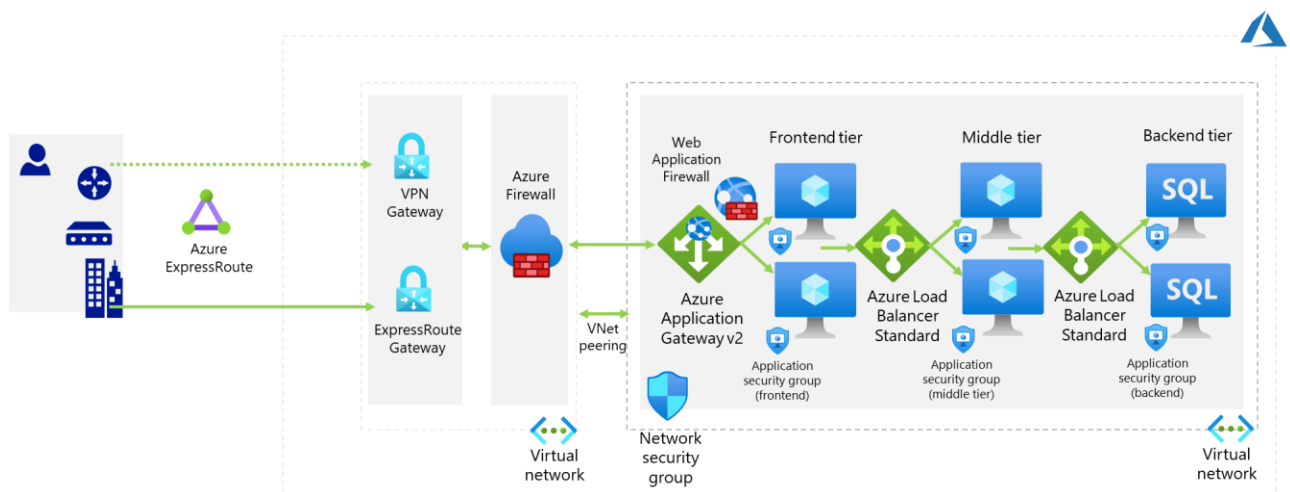 Azure
ExpressRoute
VPN
Gateway
ExpressRoute
Gateway
Azure
Firewall
VNet
peering
Virtual
network
Web
Application
Firewall
Azure
Application
Gateway v2
Network
security
group
Frontend tier
Application
security group
(frontend)
Azure Load
Balancer
Standard
Middle tier
Application
security group
(middle tier)
Azure Load
Balancer
Standard
Backend tier
SQL
SQL
Application
security group
(backend)
Virtual
network